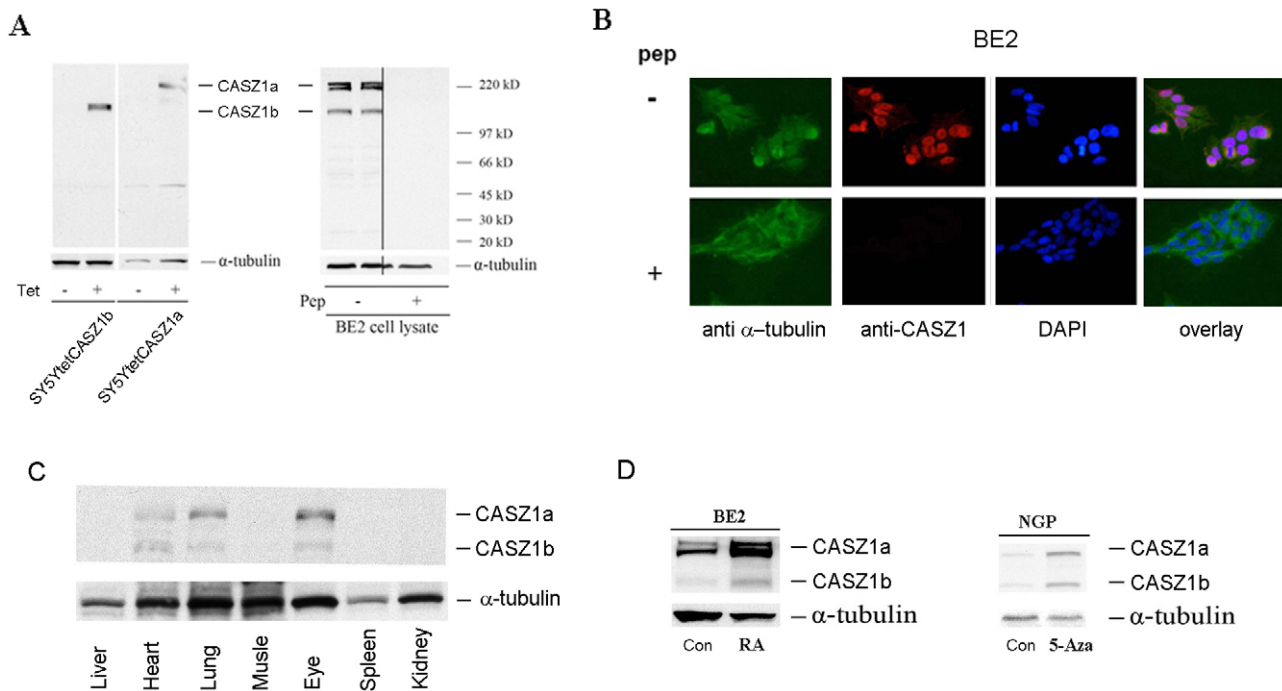 A
CASZ1a
CASZ1b
α-tubulin
Tet - + - +
SY5YtetCASZ1b
SY5YtetCASZ1a
220 kD
97 kD
66 kD
45 kD
30 kD
20 kD
α-tubulin
Pep - +
BE2 cell lysate
B
BE2
pep
-
+
anti α–tubulin
anti-CASZ1
DAPI
overlay
C
CASZ1a
CASZ1b
α-tubulin
Liver
Heart
Lung
Musle
Eye
Spleen
Kidney
D
BE2
CASZ1a
CASZ1b
α-tubulin
Con RA
NGP
CASZ1a
CASZ1b
α-tubulin
Con 5-Aza